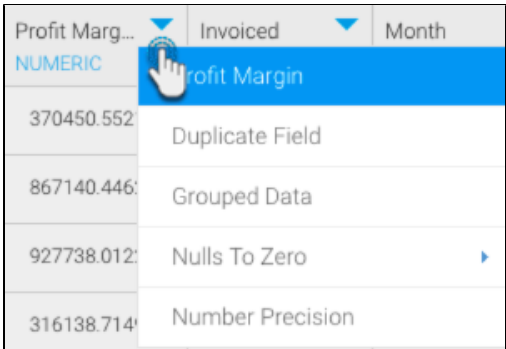 Profit Marg... Invoiced Month
NUMERIC
Profit Margin
370450.552
Duplicate Field
867140.446
Grouped Data
927738.012
Nulls To Zero
316138.714
Number Precision